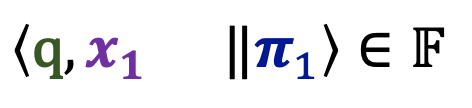 ⟨q, x₁ ‖π₁⟩ ∈ 𝔽